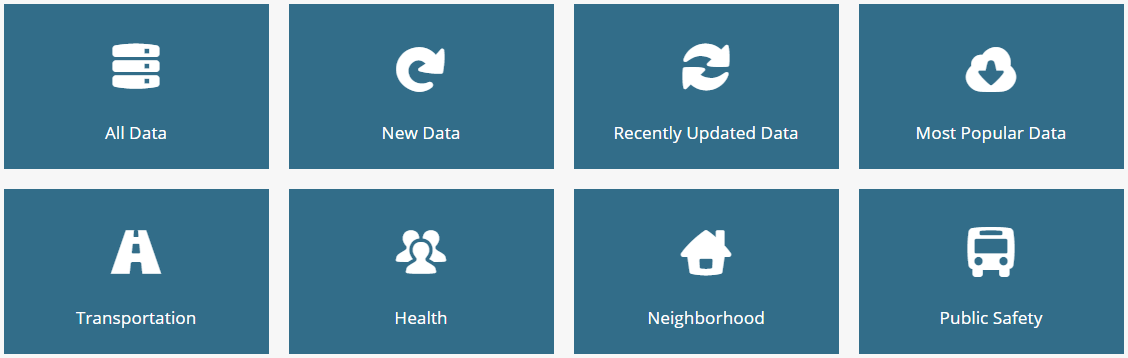 All Data
New Data
Recently Updated Data
Most Popular Data
Transportation
Health
Neighborhood
Public Safety